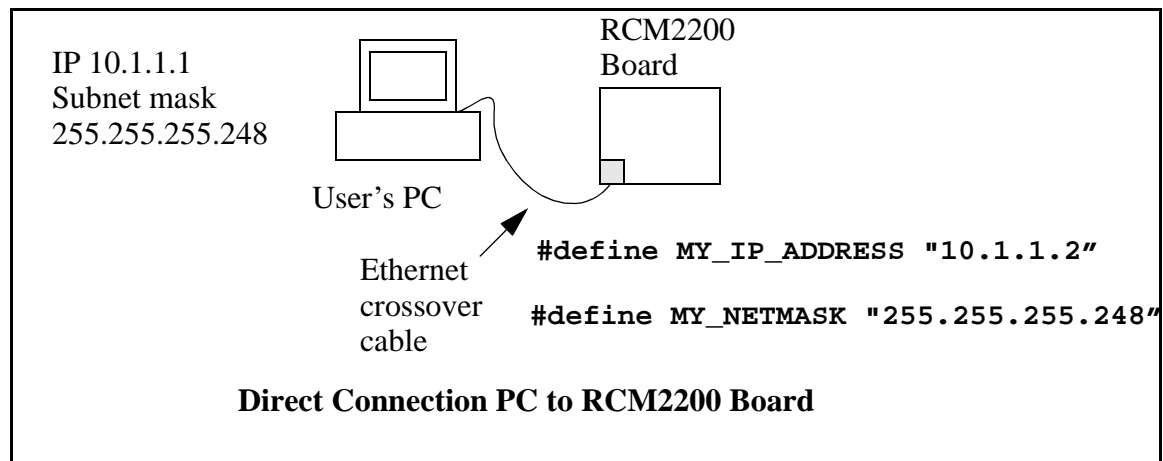 IP 10.1.1.1
Subnet mask
255.255.255.248
User’s PC
RCM2200
Board
Ethernet
crossover
cable
#define MY_IP_ADDRESS "10.1.1.2”
#define MY_NETMASK "255.255.255.248”
Direct Connection PC to RCM2200 Board